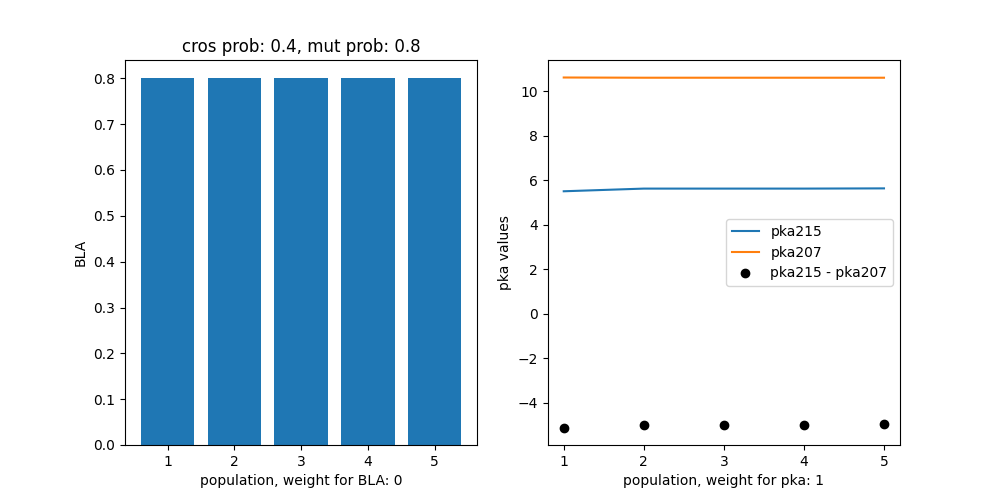 cros prob: 0.4, mut prob: 0.8
0.8
0.7
0.6
0.5
0.4
0.3
0.2
0.1
0.0
BLA
1 2 3 4 5
population, weight for BLA: 0
10
8
6
4
2
0
−2
−4
pka values
pka215
pka207
pka215 - pka207
1 2 3 4 5
population, weight for pka: 1